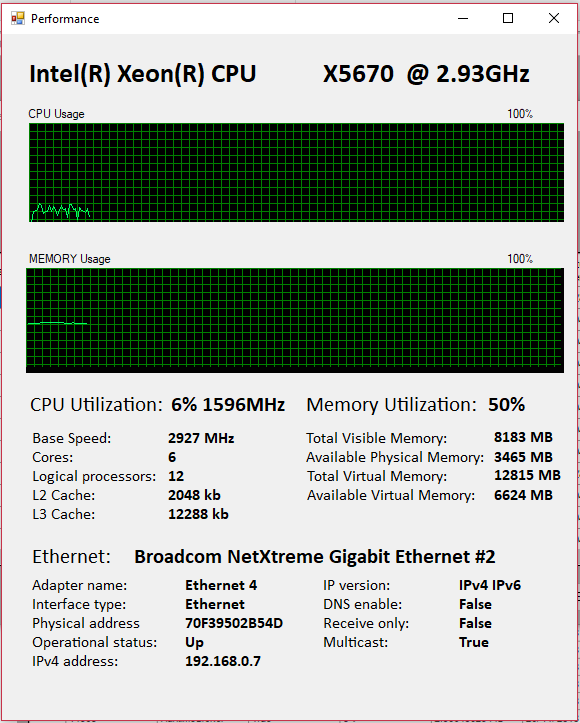 Performance
Intel(R) Xeon(R) CPU X5670 @ 2.93GHz
CPU Usage 100%
MEMORY Usage 100%
CPU Utilization: 6% 1596MHz
Base Speed: 2927 MHz
Cores: 6
Logical processors: 12
L2 Cache: 2048 kb
L3 Cache: 12288 kb
Memory Utilization: 50%
Total Visible Memory: 8183 MB
Available Physical Memory: 3465 MB
Total Virtual Memory: 12815 MB
Available Virtual Memory: 6624 MB
Ethernet: Broadcom NetXtreme Gigabit Ethernet #2
Adapter name: Ethernet 4
Interface type: Ethernet
Physical address 70F39502B54D
Operational status: Up
IPv4 address: 192.168.0.7
IP version: IPv4 IPv6
DNS enable: False
Receive only: False
Multicast: True